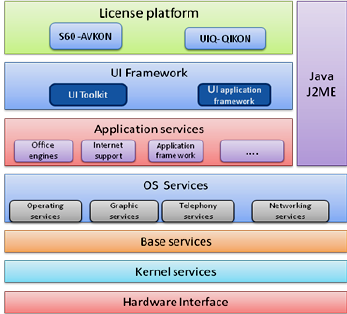 License platform
S60-AVKON
UIQ-QIKON
UI Framework
UI Toolkit
UI application
framework
Java
J2ME
Application services
Office
engines
Internet
support
Application
framework
....
OS Services
Operating
services
Graphic
services
Telephony
services
Networking
services
Base services
Kernel services
Hardware Interface